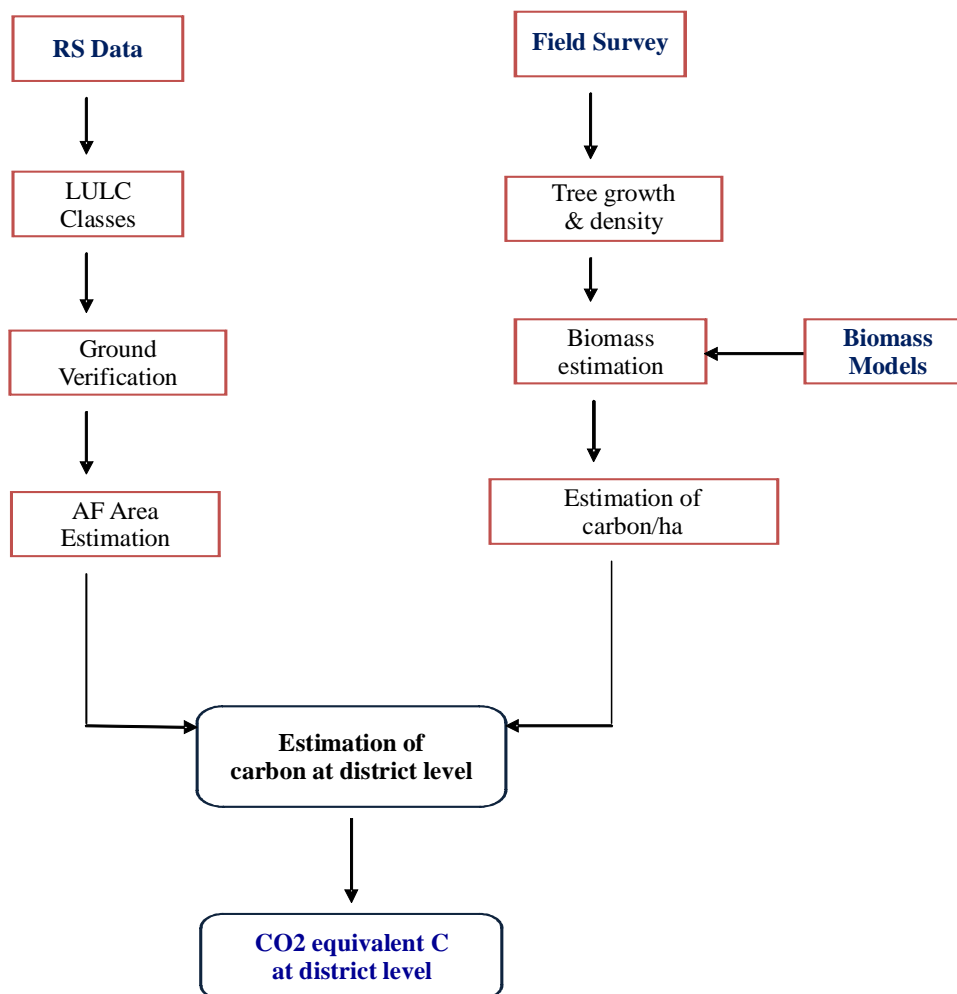 RS Data
Field Survey
LULC
Classes
Tree growth
& density
Ground
Verification
Biomass
estimation
Biomass
Models
AF Area
Estimation
Estimation of
carbon/ha
Estimation of
carbon at district level
CO2 equivalent C
at district level